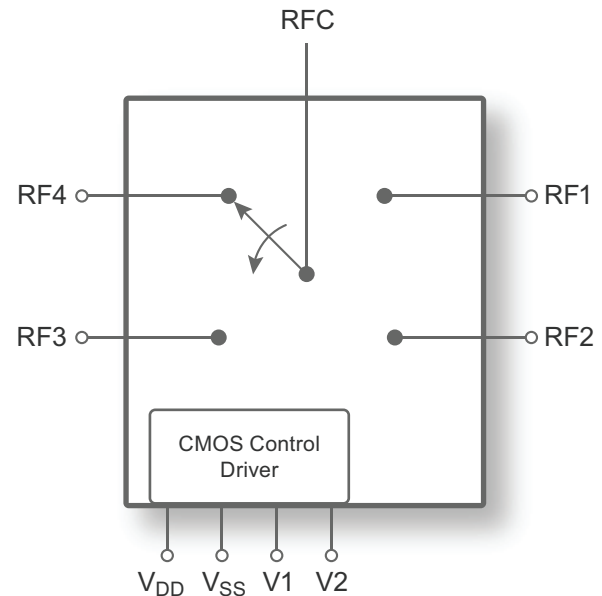 RFC
RF4
RF1
RF3
RF2
CMOS Control
Driver
VDD VSS V1 V2